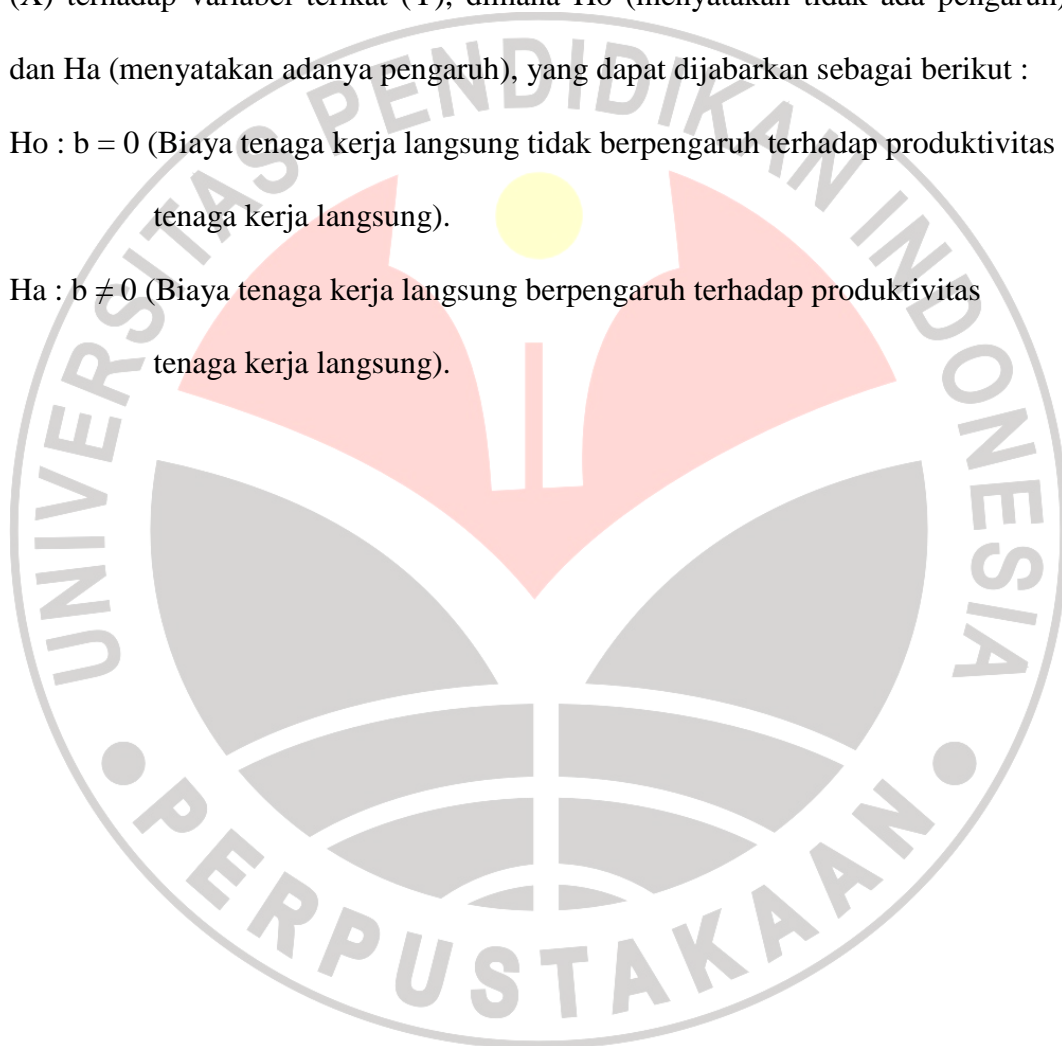 (X) terhadap variabel terikat (Y), dimana Ho (menyatakan tidak ada pengaruh)
dan Ha (menyatakan adanya pengaruh), yang dapat dijabarkan sebagai berikut :
Ho : b = 0 (Biaya tenaga kerja langsung tidak berpengaruh terhadap produktivitas
tenaga kerja langsung).
Ha : b ≠ 0 (Biaya tenaga kerja langsung berpengaruh terhadap produktivitas
tenaga kerja langsung).
UNIVERSITAS PENDIDIKAN INDONESIA
PERPUSTAKAAN